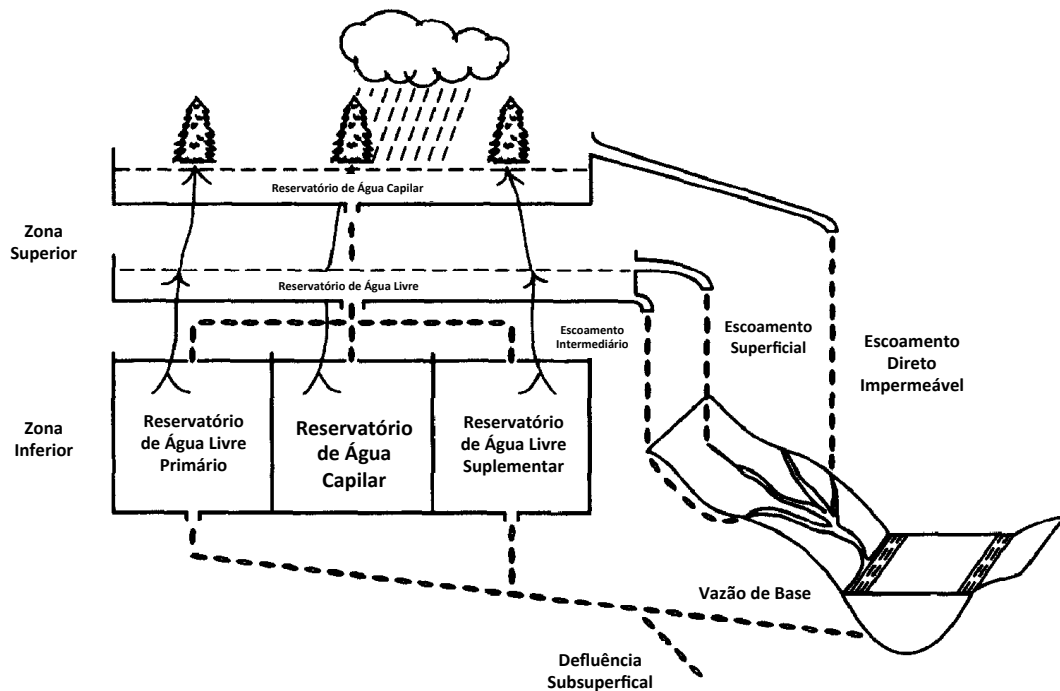 Reservatório de Água Capilar
Zona
Superior
Reservatório de Água Livre
Escoamento
Intermediário
Escoamento
Superficial
Escoamento
Direto
Impermeável
Zona
Inferior
Reservatório
de Água Livre
Primário
Reservatório
de Água
Capilar
Reservatório
de Água Livre
Suplementar
Vazão de Base
Defluência
Subsuperfical